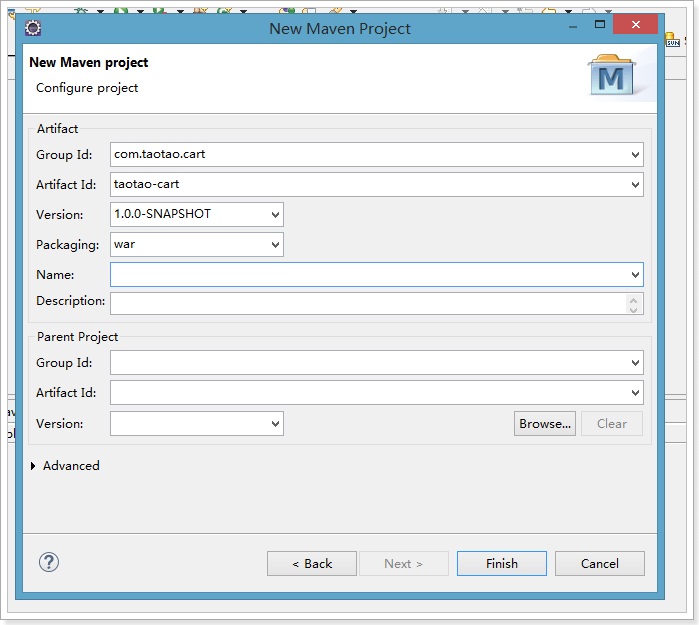 New Maven Project
New Maven project
Configure project
M
Artifact
Group Id: com.taotao.cart
Artifact Id: taotao-cart
Version: 1.0.0-SNAPSHOT
Packaging: war
Name:
Description:
Parent Project
Group Id:
Artifact Id:
Version:
Browse... Clear
Advanced
? < Back Next > Finish Cancel
SVN